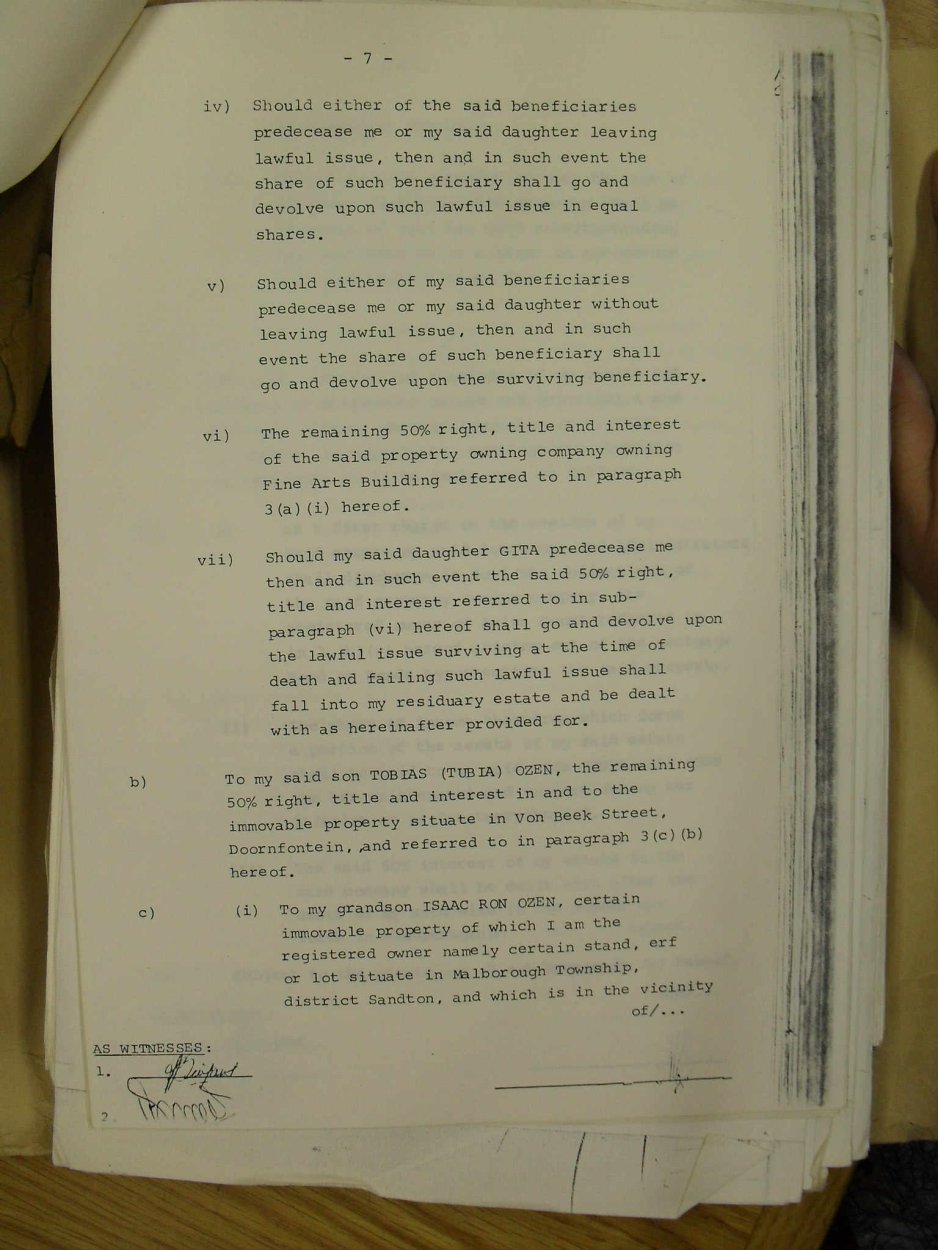 - 7 -
iv) Should either of the said beneficiaries
predecease me or my said daughter leaving
lawful issue, then and in such event the
share of such beneficiary shall go and
devolve upon such lawful issue in equal
shares.
v) Should either of my said beneficiaries
predecease me or my said daughter without
leaving lawful issue, then and in such
event the share of such beneficiary shall
go and devolve upon the surviving beneficiary.
vi) The remaining 50% right, title and interest
of the said property owning company owning
Fine Arts Building referred to in paragraph
3(a)(i) hereof.
vii) Should my said daughter GITA predecease me
then and in such event the said 50% right,
title and interest referred to in sub-
paragraph (vi) hereof shall go and devolve upon
the lawful issue surviving at the time of
death and failing such lawful issue shall
fall into my residuary estate and be dealt
with as hereinafter provided for.
b) To my said son TOBIAS (TUBIA) OZEN, the remaining
50% right, title and interest in and to the
immovable property situate in Von Beek Street,
Doornfontein, and referred to in paragraph 3(c)(b)
hereof.
c) (i) To my grandson ISAAC RON OZEN, certain
immovable property of which I am the
registered owner namely certain stand, erf
or lot situate in Malborough Township,
district Sandton, and which is in the vicinity
of/...
AS WITNESSES:
1.
2